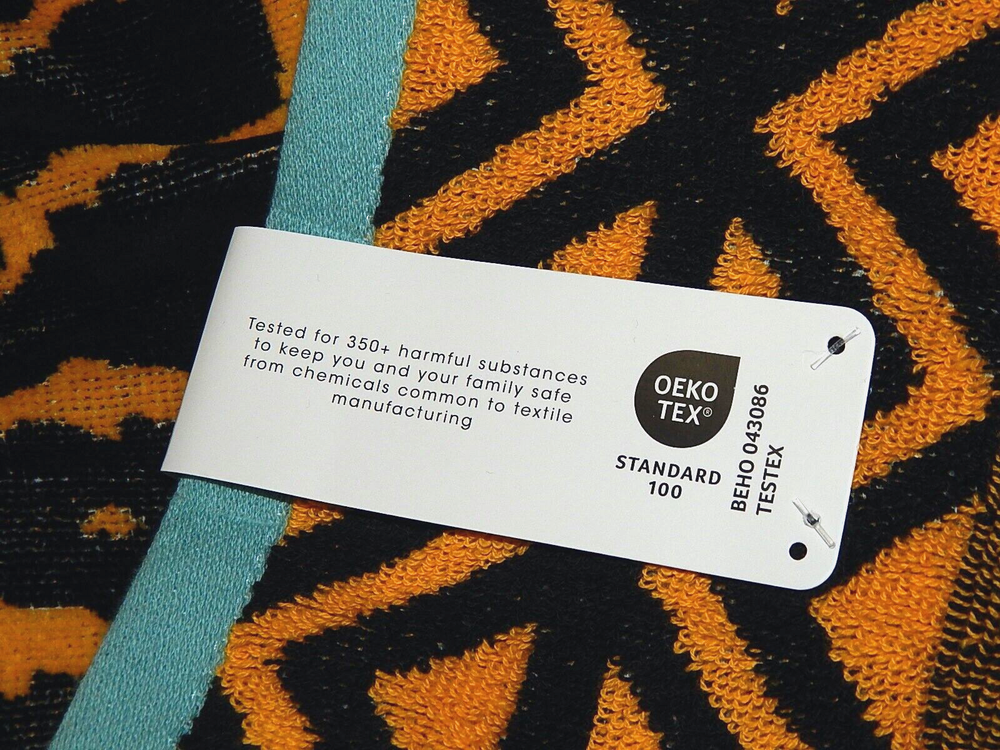 Tested for 350+ harmful substances
to keep you and your family safe
from chemicals common to textile
manufacturing
OEKO
TEX®
STANDARD
100
BEHO 043086
TESTEX